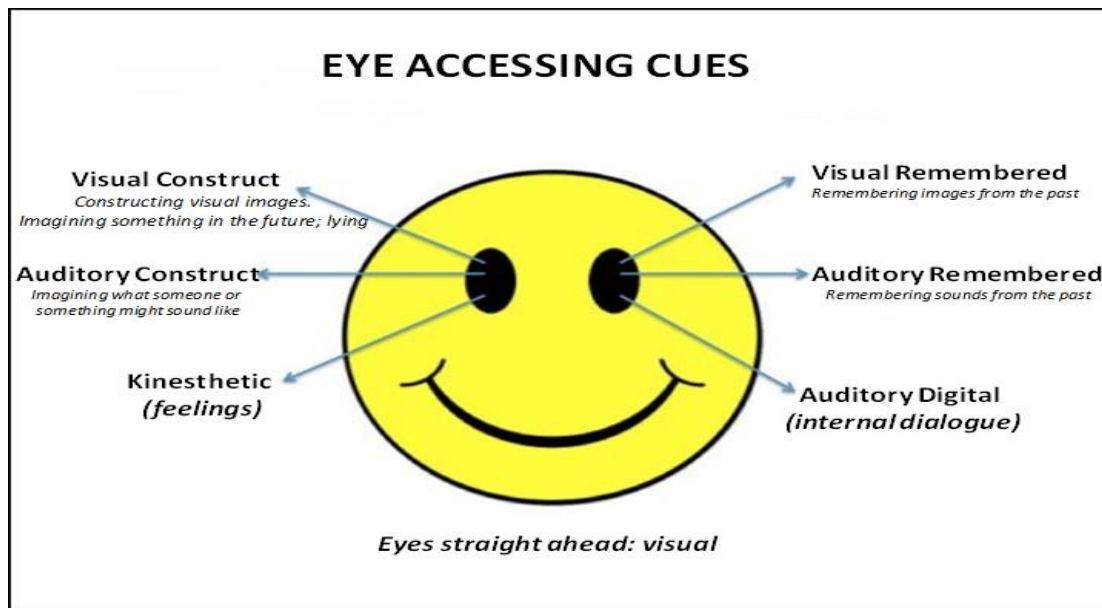 EYE ACCESSING CUES
Visual Construct
Constructing visual images.
Imagining something in the future; lying
Auditory Construct
Imagining what someone or
something might sound like
Kinesthetic
(feelings)
Visual Remembered
Remembering images from the past
Auditory Remembered
Remembering sounds from the past
Auditory Digital
(internal dialogue)
Eyes straight ahead: visual